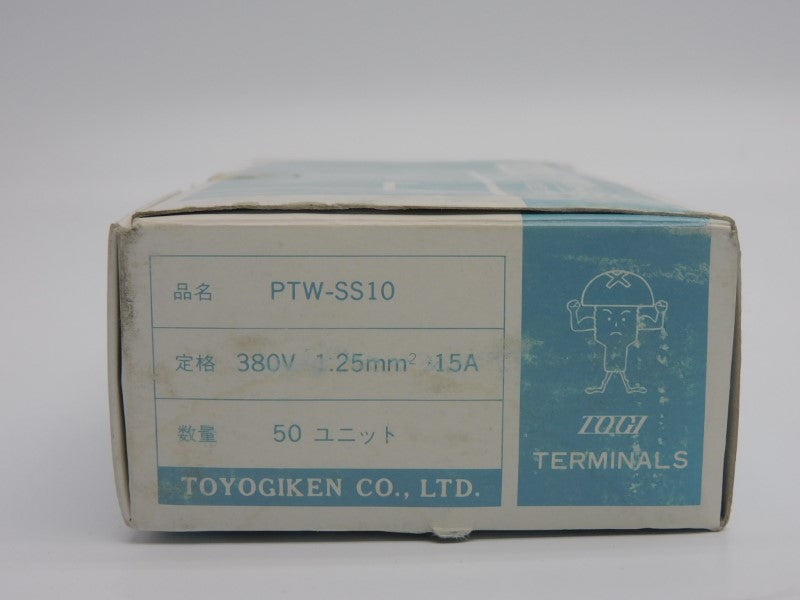 品名 PTW-SS10
定格 380V 1.25mm² 15A
数量 50 ユニット
TOYOGIKEN CO., LTD.
TOGI
TERMINALS